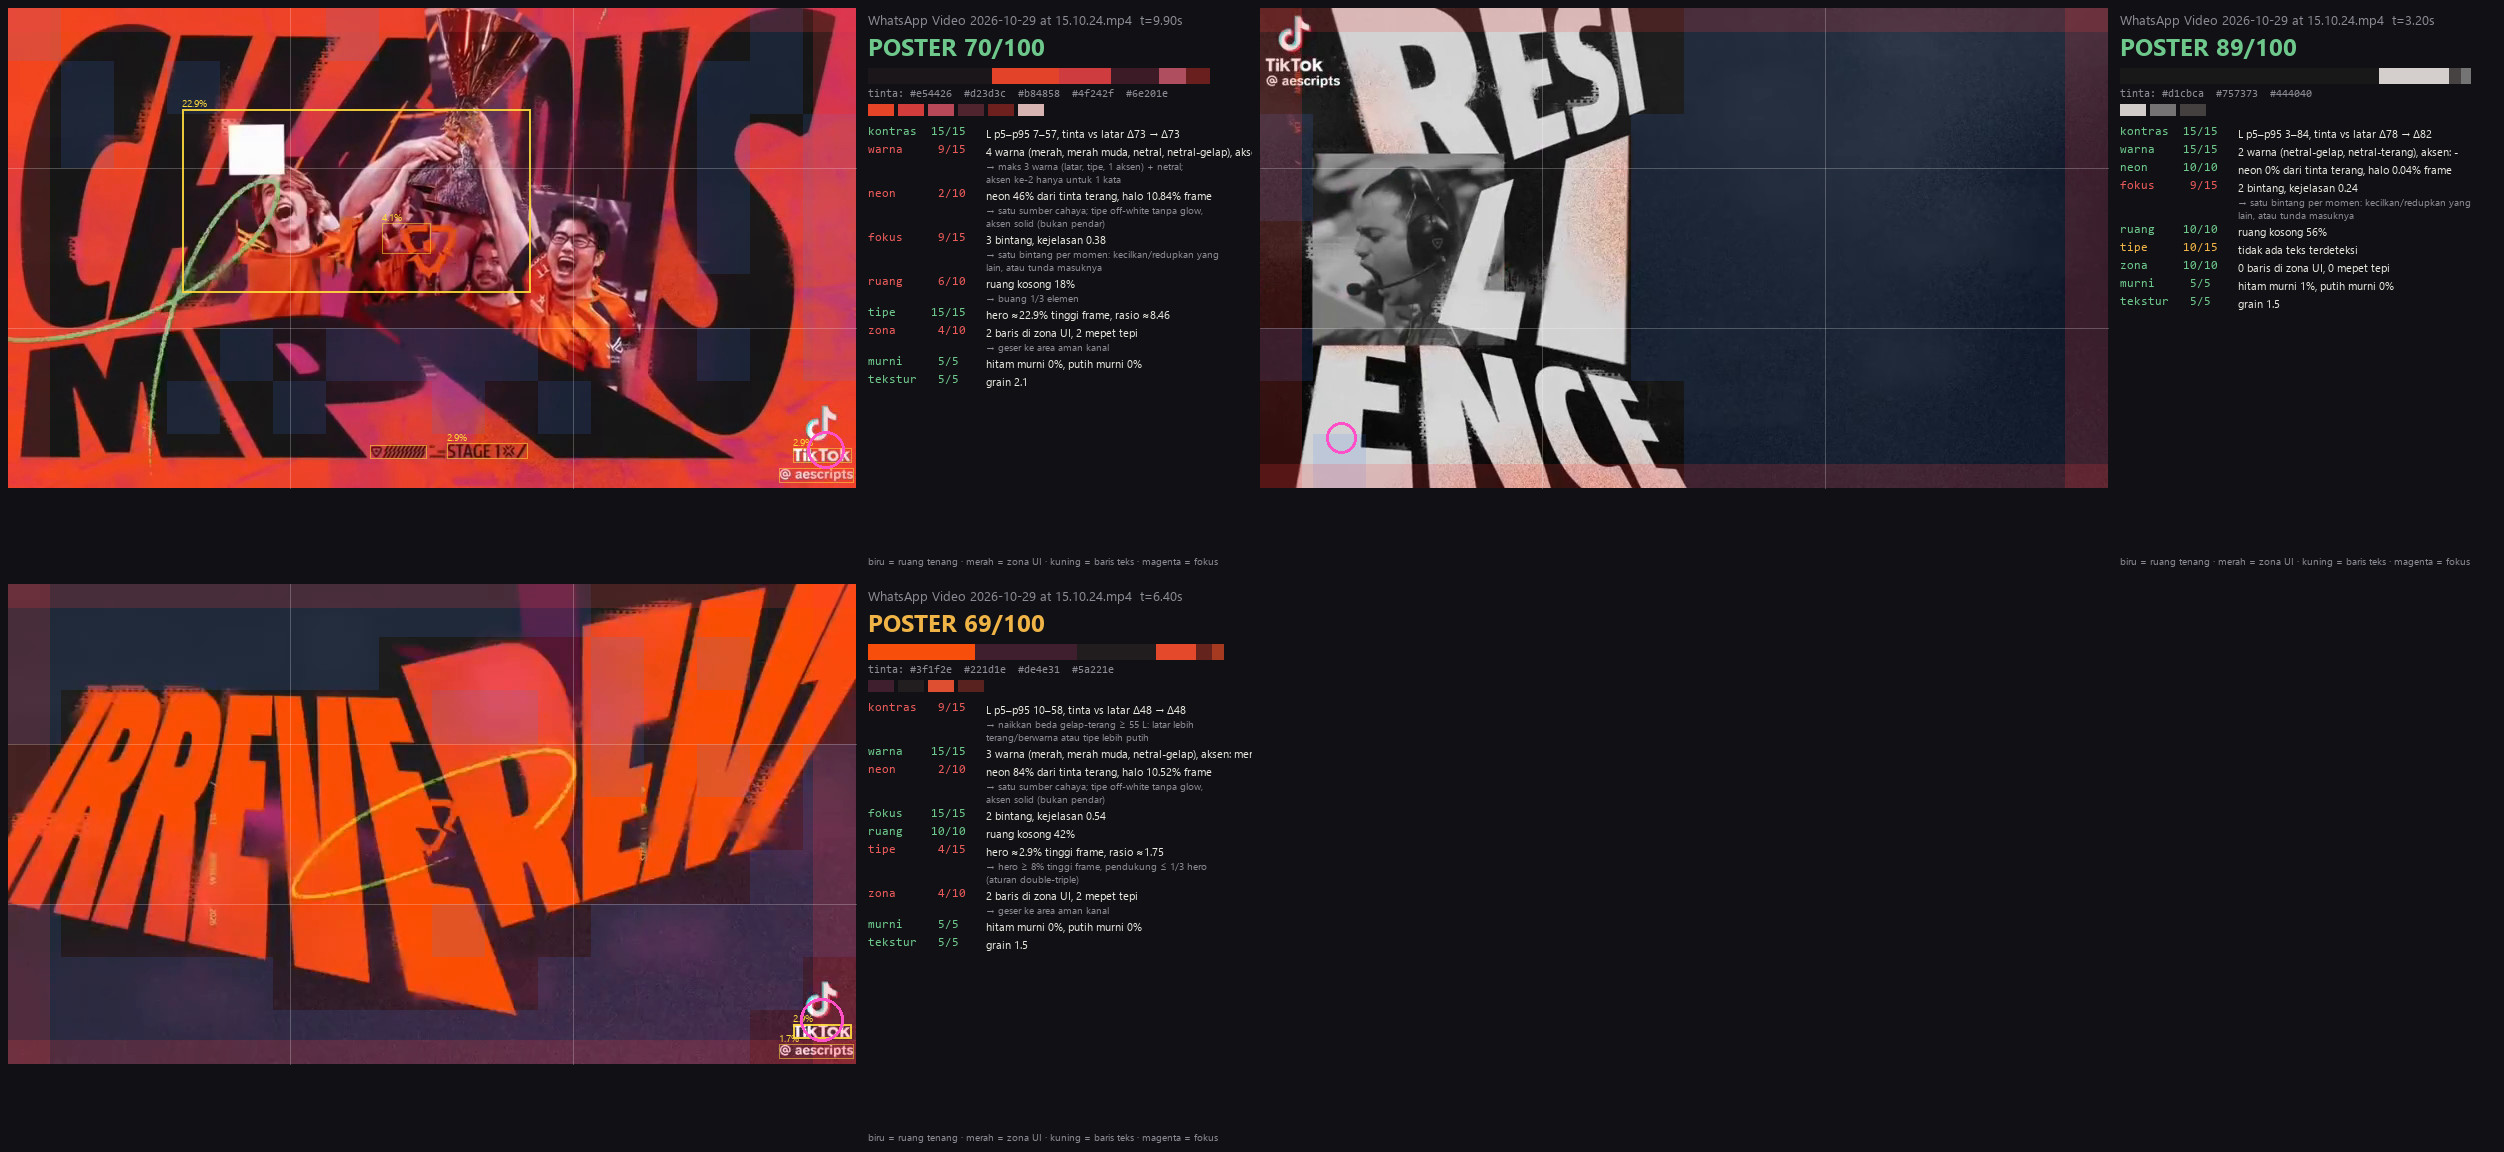 CHAMPIONS
STAGE 1
TikTok
@ aescripts
22.9%
4.1%
2.9%
2.9%
WhatsApp Video 2026-10-29 at 15.10.24.mp4 t=9.90s
POSTER 70/100
tinta: #e54426 #d23d3c #b84858 #4f242f #6e201e
kontras 15/15 L p5–p95 7–57, tinta vs latar Δ73 → Δ73
warna 9/15 4 warna (merah, merah muda, netral, netral-gelap), aks
→ maks 3 warna (latar, tipe, 1 aksen) + netral;
aksen ke-2 hanya untuk 1 kata
neon 2/10 neon 46% dari tinta terang, halo 10.84% frame
→ satu sumber cahaya; tipe off-white tanpa glow,
aksen solid (bukan pendar)
fokus 9/15 3 bintang, kejelasan 0.38
→ satu bintang per momen: kecilkan/redupkan yang
lain, atau tunda masuknya
ruang 6/10 ruang kosong 18%
→ buang 1/3 elemen
tipe 15/15 hero ≈22.9% tinggi frame, rasio ≈8.46
zona 4/10 2 baris di zona UI, 2 mepet tepi
→ geser ke area aman kanal
murni 5/5 hitam murni 0%, putih murni 0%
tekstur 5/5 grain 2.1
biru = ruang tenang · merah = zona UI · kuning = baris teks · magenta = fokus
TikTok
@ aescripts
RESI
LI
ENCE
WhatsApp Video 2026-10-29 at 15.10.24.mp4 t=3.20s
POSTER 89/100
tinta: #d1cbca #757373 #444040
kontras 15/15 L p5–p95 3–84, tinta vs latar Δ78 → Δ82
warna 15/15 2 warna (netral-gelap, netral-terang), aksen: -
neon 10/10 neon 0% dari tinta terang, halo 0.04% frame
fokus 9/15 2 bintang, kejelasan 0.24
→ satu bintang per momen: kecilkan/redupkan yang
lain, atau tunda masuknya
ruang 10/10 ruang kosong 56%
tipe 10/15 tidak ada teks terdeteksi
zona 10/10 0 baris di zona UI, 0 mepet tepi
murni 5/5 hitam murni 1%, putih murni 0%
tekstur 5/5 grain 1.5
biru = ruang tenang · merah = zona UI · kuning = baris teks · magenta = fokus
IRREVERENT
TikTok
@ aescripts
WhatsApp Video 2026-10-29 at 15.10.24.mp4 t=6.40s
POSTER 69/100
tinta: #3f1f2e #221d1e #de4e31 #5a221e
kontras 9/15 L p5–p95 10–58, tinta vs latar Δ48 → Δ48
→ naikkan beda gelap-terang ≥ 55 L: latar lebih
terang/berwarna atau tipe lebih putih
warna 15/15 3 warna (merah, merah muda, netral-gelap), aksen: mer
neon 2/10 neon 84% dari tinta terang, halo 10.52% frame
→ satu sumber cahaya; tipe off-white tanpa glow,
aksen solid (bukan pendar)
fokus 15/15 2 bintang, kejelasan 0.54
ruang 10/10 ruang kosong 42%
tipe 4/15 hero ≈2.9% tinggi frame, rasio ≈1.75
→ hero ≥ 8% tinggi frame, pendukung ≤ 1/3 hero
(aturan double-triple)
zona 4/10 2 baris di zona UI, 2 mepet tepi
→ geser ke area aman kanal
murni 5/5 hitam murni 0%, putih murni 0%
tekstur 5/5 grain 1.5
biru = ruang tenang · merah = zona UI · kuning = baris teks · magenta = fokus